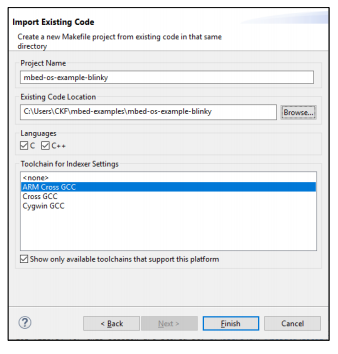 Import Existing Code
Create a new Makefile project from existing code in that same
directory
Project Name
mbed-os-example-blinky
Existing Code Location
C:\Users\CKF\mbed-examples\mbed-os-example-blinky
Browse...
Languages
C C++
Toolchain for Indexer Settings
<none>
ARM Cross GCC
Cross GCC
Cygwin GCC
Show only available toolchains that support this platform
? < Back Next > Finish Cancel